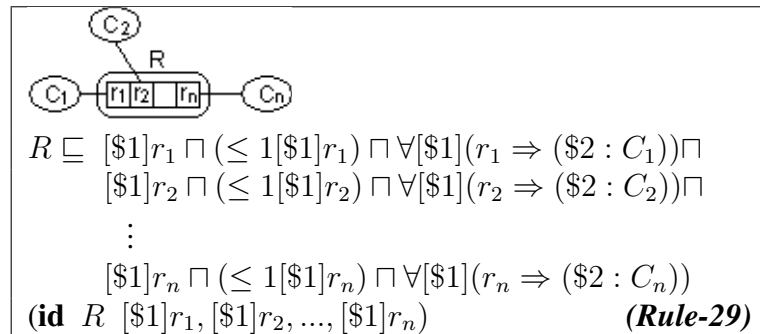 C₂
R
C₁ r₁ r₂ rₙ Cₙ
R ⊑ [$1]r₁ ⊓ (≤ 1[$1]r₁) ⊓ ∀[$1](r₁ ⇒ ($2 : C₁))⊓
[$1]r₂ ⊓ (≤ 1[$1]r₂) ⊓ ∀[$1](r₂ ⇒ ($2 : C₂))⊓
⋮
[$1]rₙ ⊓ (≤ 1[$1]rₙ) ⊓ ∀[$1](rₙ ⇒ ($2 : Cₙ))
(id R [$1]r₁, [$1]r₂, ..., [$1]rₙ) (Rule-29)